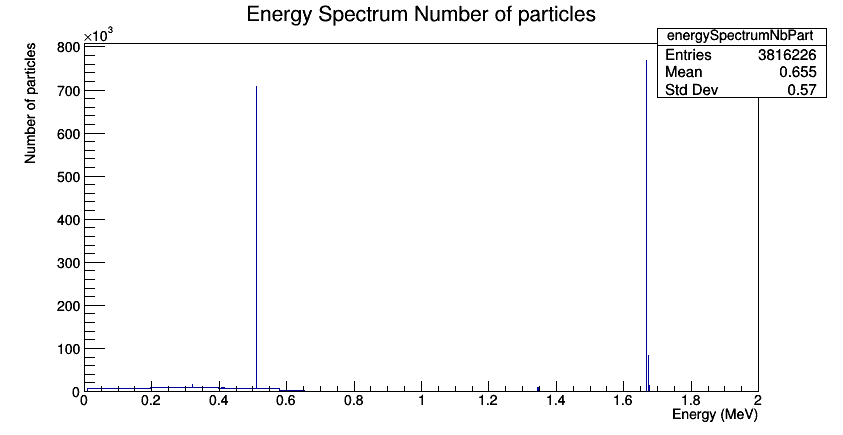 Energy Spectrum Number of particles
×10³
energySpectrumNbPart
Entries 3816226
Mean 0.655
Std Dev 0.57
Number of particles
800
700
600
500
400
300
200
100
0
0 0.2 0.4 0.6 0.8 1 1.2 1.4 1.6 1.8 2
Energy (MeV)